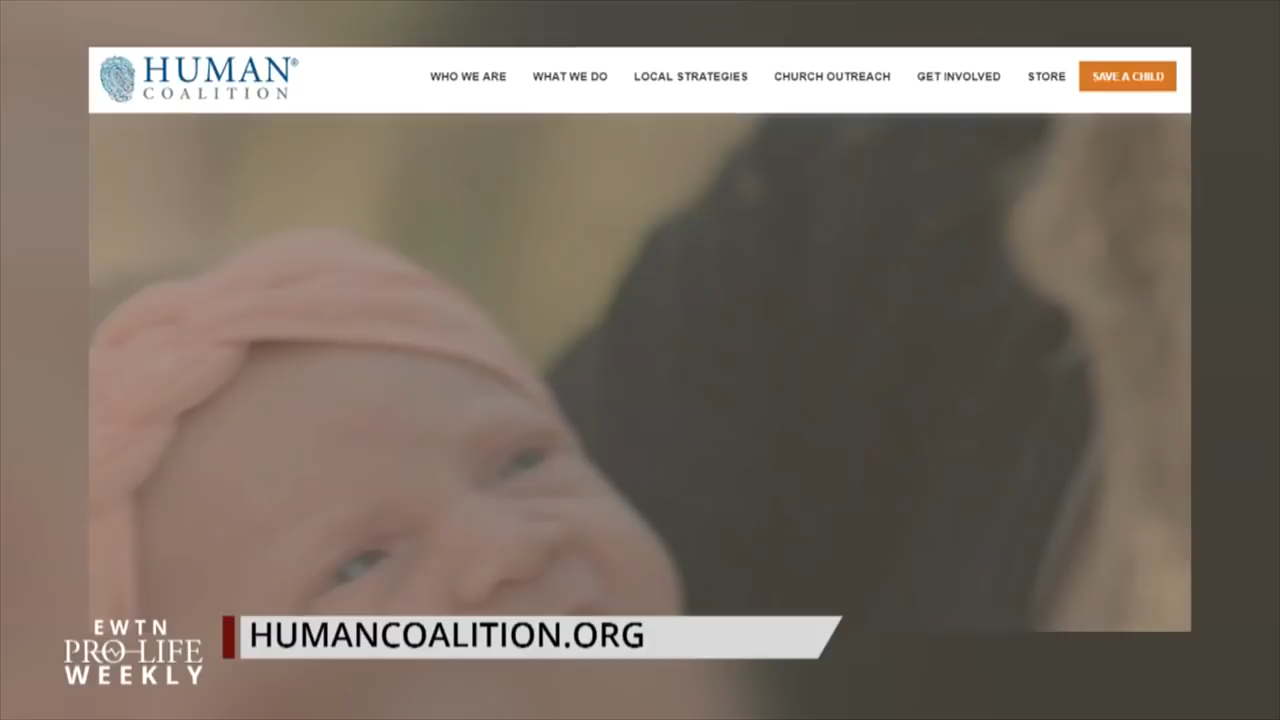 HUMAN®
COALITION
WHO WE ARE WHAT WE DO LOCAL STRATEGIES CHURCH OUTREACH GET INVOLVED STORE SAVE A CHILD
HUMANCOALITION.ORG
EWTN
PRO-LIFE
WEEKLY